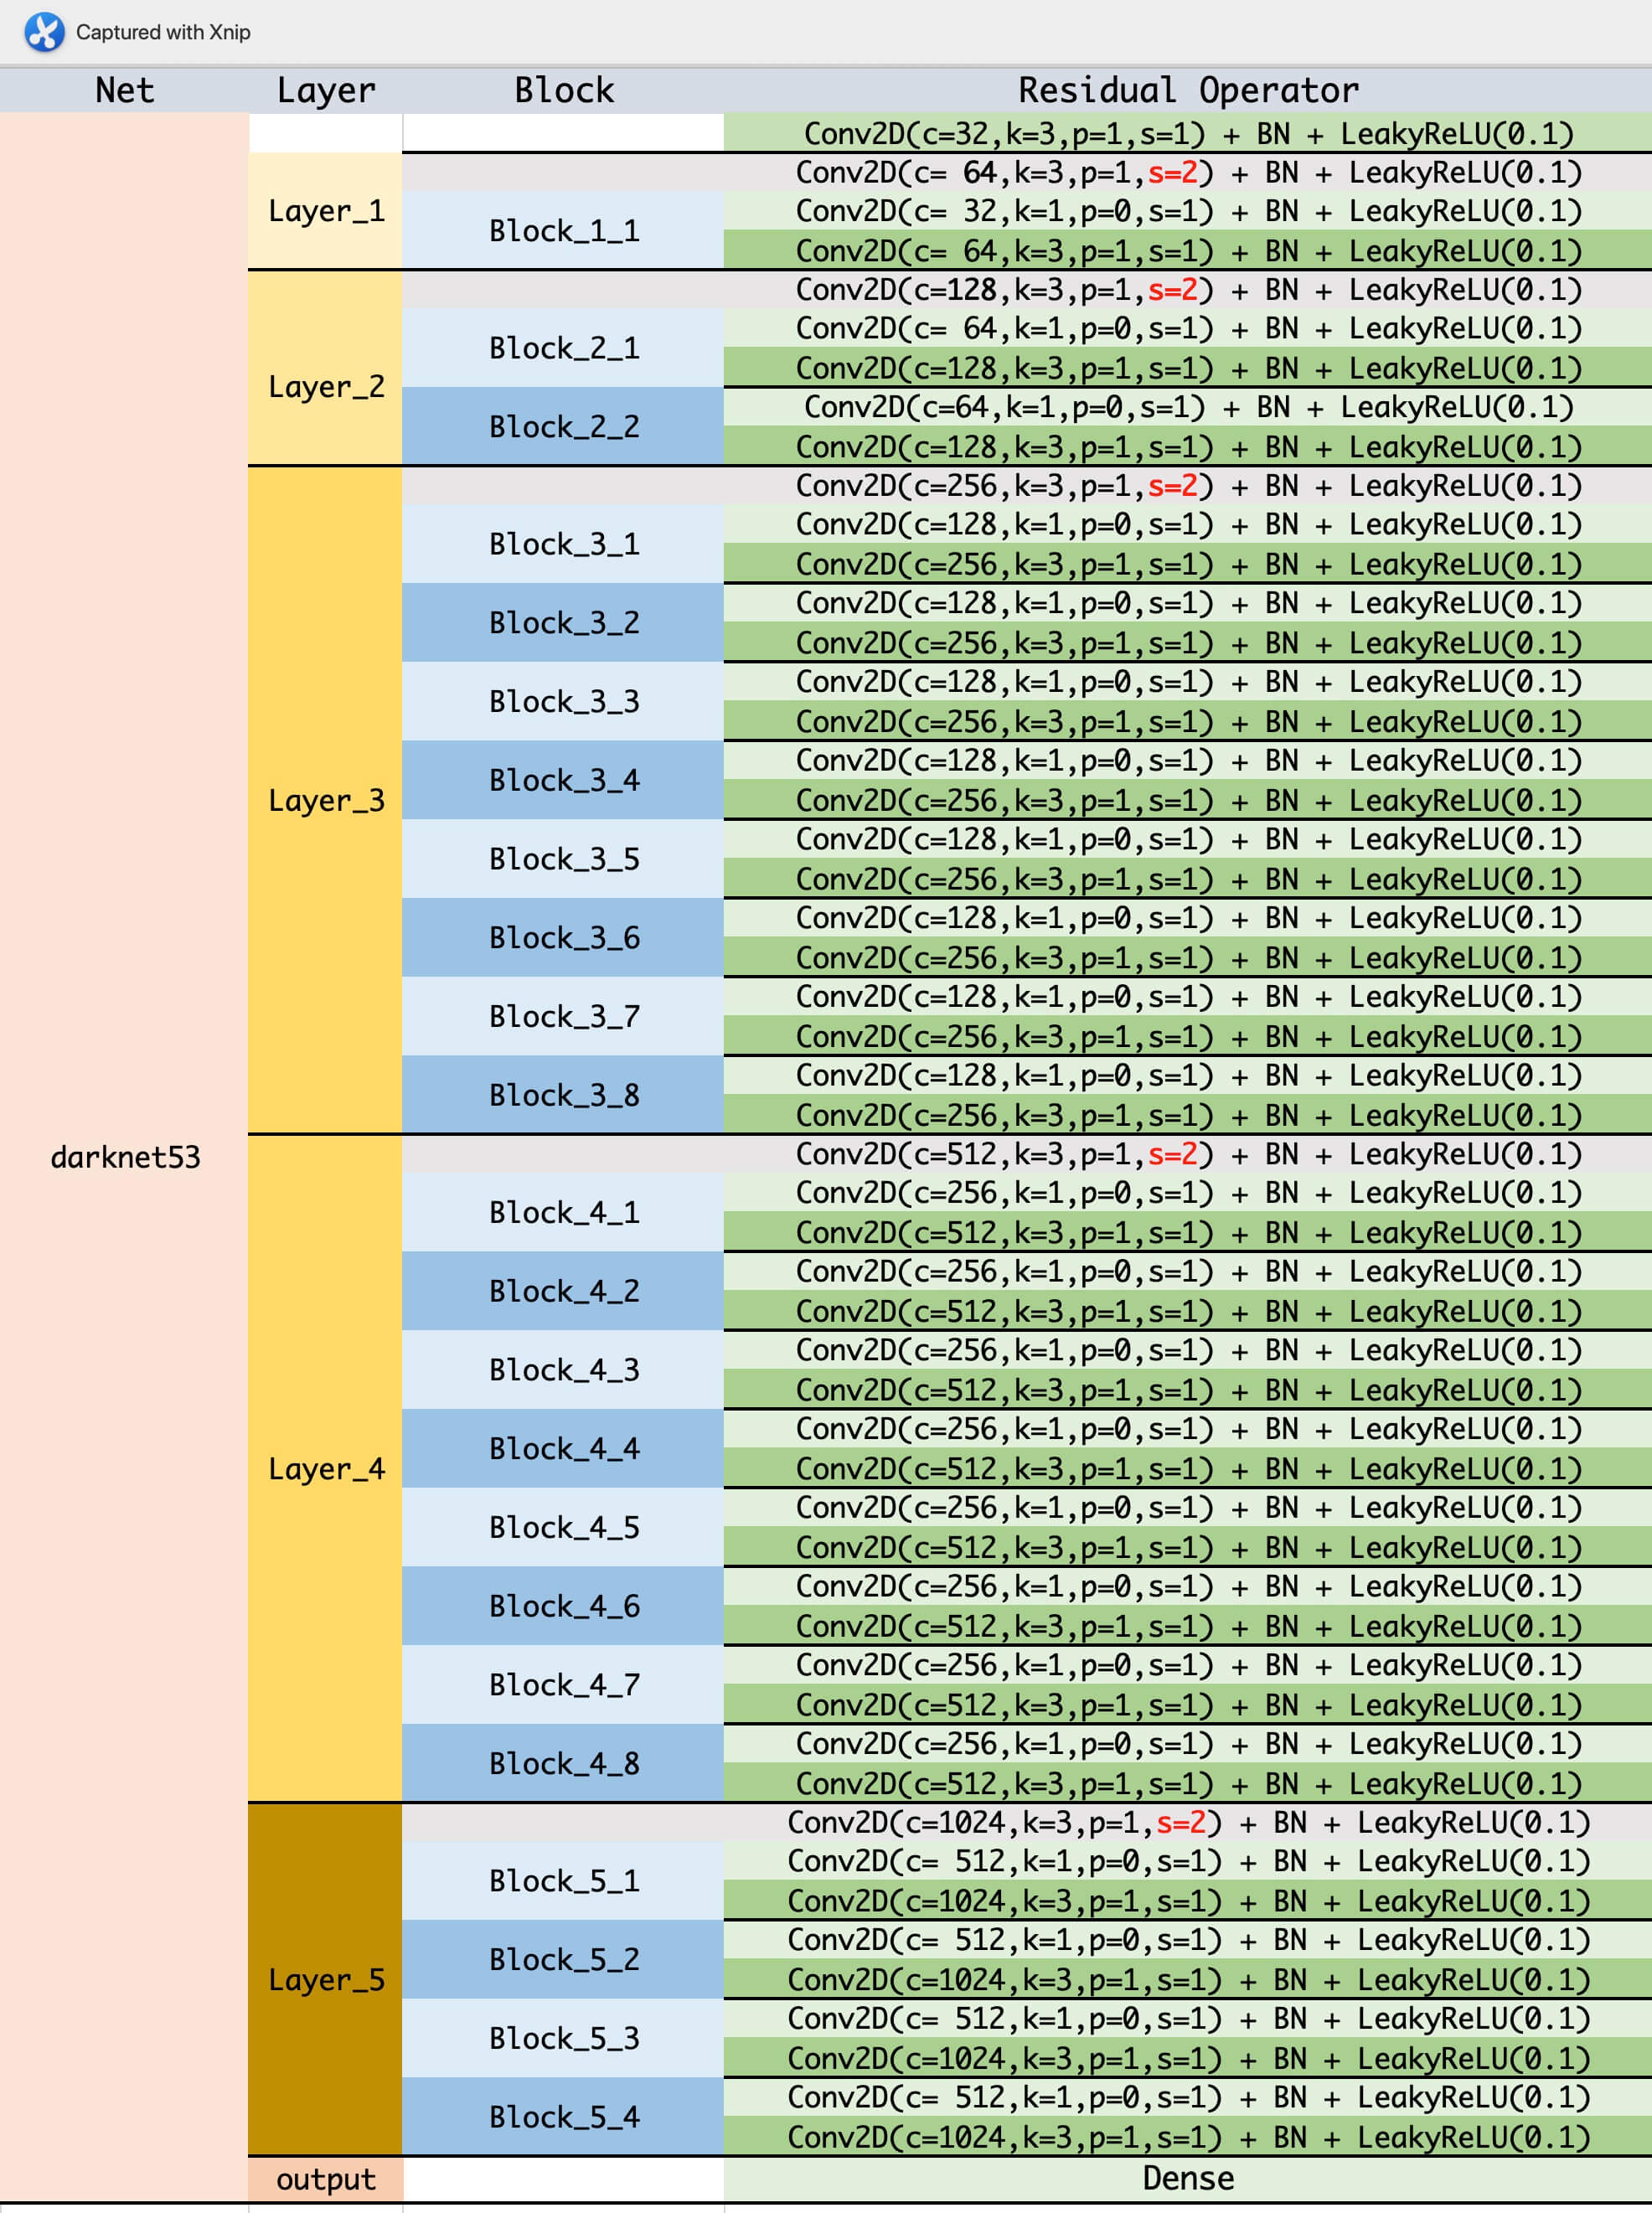 Captured with Xnip
Net Layer Block Residual Operator
Conv2D(c=32,k=3,p=1,s=1) + BN + LeakyReLU(0.1)
Conv2D(c= 64,k=3,p=1,s=2) + BN + LeakyReLU(0.1)
Layer_1
Block_1_1
Conv2D(c= 32,k=1,p=0,s=1) + BN + LeakyReLU(0.1)
Conv2D(c= 64,k=3,p=1,s=1) + BN + LeakyReLU(0.1)
Conv2D(c=128,k=3,p=1,s=2) + BN + LeakyReLU(0.1)
Layer_2
Block_2_1
Conv2D(c= 64,k=1,p=0,s=1) + BN + LeakyReLU(0.1)
Conv2D(c=128,k=3,p=1,s=1) + BN + LeakyReLU(0.1)
Block_2_2
Conv2D(c=64,k=1,p=0,s=1) + BN + LeakyReLU(0.1)
Conv2D(c=128,k=3,p=1,s=1) + BN + LeakyReLU(0.1)
Conv2D(c=256,k=3,p=1,s=2) + BN + LeakyReLU(0.1)
Layer_3
Block_3_1
Conv2D(c=128,k=1,p=0,s=1) + BN + LeakyReLU(0.1)
Conv2D(c=256,k=3,p=1,s=1) + BN + LeakyReLU(0.1)
Block_3_2
Conv2D(c=128,k=1,p=0,s=1) + BN + LeakyReLU(0.1)
Conv2D(c=256,k=3,p=1,s=1) + BN + LeakyReLU(0.1)
Block_3_3
Conv2D(c=128,k=1,p=0,s=1) + BN + LeakyReLU(0.1)
Conv2D(c=256,k=3,p=1,s=1) + BN + LeakyReLU(0.1)
Block_3_4
Conv2D(c=128,k=1,p=0,s=1) + BN + LeakyReLU(0.1)
Conv2D(c=256,k=3,p=1,s=1) + BN + LeakyReLU(0.1)
Block_3_5
Conv2D(c=128,k=1,p=0,s=1) + BN + LeakyReLU(0.1)
Conv2D(c=256,k=3,p=1,s=1) + BN + LeakyReLU(0.1)
Block_3_6
Conv2D(c=128,k=1,p=0,s=1) + BN + LeakyReLU(0.1)
Conv2D(c=256,k=3,p=1,s=1) + BN + LeakyReLU(0.1)
Block_3_7
Conv2D(c=128,k=1,p=0,s=1) + BN + LeakyReLU(0.1)
Conv2D(c=256,k=3,p=1,s=1) + BN + LeakyReLU(0.1)
Block_3_8
Conv2D(c=128,k=1,p=0,s=1) + BN + LeakyReLU(0.1)
Conv2D(c=256,k=3,p=1,s=1) + BN + LeakyReLU(0.1)
darknet53
Conv2D(c=512,k=3,p=1,s=2) + BN + LeakyReLU(0.1)
Layer_4
Block_4_1
Conv2D(c=256,k=1,p=0,s=1) + BN + LeakyReLU(0.1)
Conv2D(c=512,k=3,p=1,s=1) + BN + LeakyReLU(0.1)
Block_4_2
Conv2D(c=256,k=1,p=0,s=1) + BN + LeakyReLU(0.1)
Conv2D(c=512,k=3,p=1,s=1) + BN + LeakyReLU(0.1)
Block_4_3
Conv2D(c=256,k=1,p=0,s=1) + BN + LeakyReLU(0.1)
Conv2D(c=512,k=3,p=1,s=1) + BN + LeakyReLU(0.1)
Block_4_4
Conv2D(c=256,k=1,p=0,s=1) + BN + LeakyReLU(0.1)
Conv2D(c=512,k=3,p=1,s=1) + BN + LeakyReLU(0.1)
Block_4_5
Conv2D(c=256,k=1,p=0,s=1) + BN + LeakyReLU(0.1)
Conv2D(c=512,k=3,p=1,s=1) + BN + LeakyReLU(0.1)
Block_4_6
Conv2D(c=256,k=1,p=0,s=1) + BN + LeakyReLU(0.1)
Conv2D(c=512,k=3,p=1,s=1) + BN + LeakyReLU(0.1)
Block_4_7
Conv2D(c=256,k=1,p=0,s=1) + BN + LeakyReLU(0.1)
Conv2D(c=512,k=3,p=1,s=1) + BN + LeakyReLU(0.1)
Block_4_8
Conv2D(c=256,k=1,p=0,s=1) + BN + LeakyReLU(0.1)
Conv2D(c=512,k=3,p=1,s=1) + BN + LeakyReLU(0.1)
Conv2D(c=1024,k=3,p=1,s=2) + BN + LeakyReLU(0.1)
Layer_5
Block_5_1
Conv2D(c= 512,k=1,p=0,s=1) + BN + LeakyReLU(0.1)
Conv2D(c=1024,k=3,p=1,s=1) + BN + LeakyReLU(0.1)
Block_5_2
Conv2D(c= 512,k=1,p=0,s=1) + BN + LeakyReLU(0.1)
Conv2D(c=1024,k=3,p=1,s=1) + BN + LeakyReLU(0.1)
Block_5_3
Conv2D(c= 512,k=1,p=0,s=1) + BN + LeakyReLU(0.1)
Conv2D(c=1024,k=3,p=1,s=1) + BN + LeakyReLU(0.1)
Block_5_4
Conv2D(c= 512,k=1,p=0,s=1) + BN + LeakyReLU(0.1)
Conv2D(c=1024,k=3,p=1,s=1) + BN + LeakyReLU(0.1)
output Dense